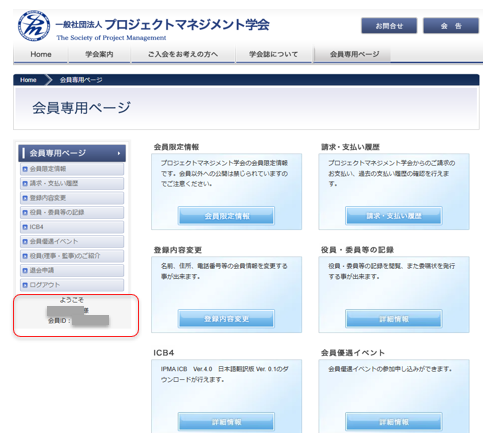 一般社団法人 プロジェクトマネジメント学会
The Society of Project Management
お問合せ
会 告
Home
学会案内
ご入会をお考えの方へ
学会誌について
会員専用ページ
Home
会員専用ページ
会員専用ページ
会員専用ページ
会員限定情報
請求・支払い履歴
登録内容変更
役員・委員等の記録
ICB4
会員優遇イベント
役員(理事・監事)のご紹介
退会申請
ログアウト
ようこそ
様
会員ID：
会員限定情報
プロジェクトマネジメント学会の会員限定情報
です。会員以外への公開は禁じられていますの
でご注意ください。
会員限定情報
請求・支払い履歴
プロジェクトマネジメント学会からのご請求の
お支払い、過去の支払い履歴の確認を行えま
す。
請求・支払い履歴
登録内容変更
名前、住所、電話番号等の会員情報を変更する
事が出来ます。
登録内容変更
役員・委員等の記録
役員・委員等の記録を閲覧、また委嘱状を発行
する事が出来ます。
詳細情報
ICB4
IPMA ICB Ver.4.0 日本語翻訳版 Ver. 0.1のダ
ウンロードが行えます。
詳細情報
会員優遇イベント
会員優遇イベントの参加申し込みができます。
詳細情報